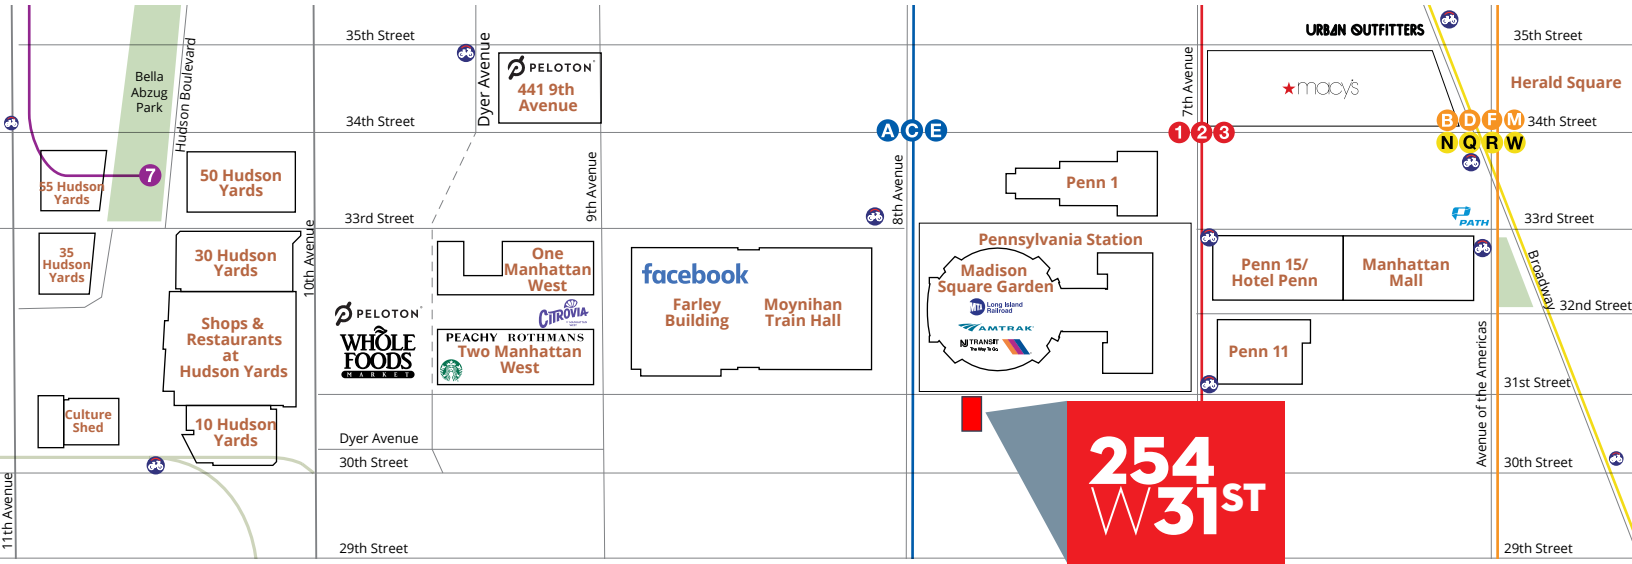 URBAN OUTFITTERS
35th Street
35th Street
Bella
Abzug
Park
Hudson Boulevard
Dyer Avenue
PELOTON
441 9th
Avenue
7th Avenue
macy's
Herald Square
34th Street
A C E
1 2 3
B D F M
34th Street
N Q R W
7
55 Hudson
Yards
50 Hudson
Yards
9th Avenue
8th Avenue
Penn 1
33rd Street
PATH
33rd Street
35
Hudson
Yards
30 Hudson
Yards
10th Avenue
One
Manhattan
West
facebook
Farley
Building
Moynihan
Train Hall
Pennsylvania Station
Madison
Square Garden
MTA
Long Island
Railroad
AMTRAK
NJ TRANSIT
The Way To Go
Penn 15/
Hotel Penn
Manhattan
Mall
Broadway
32nd Street
Shops &
Restaurants
at
Hudson Yards
PELOTON
WHOLE
FOODS
MARKET
CITROVIA
PEACHY ROTHMANS
Two Manhattan
West
Penn 11
31st Street
Avenue of the Americas
Culture
Shed
10 Hudson
Yards
Dyer Avenue
30th Street
30th Street
254
W31ST
11th Avenue
29th Street
29th Street